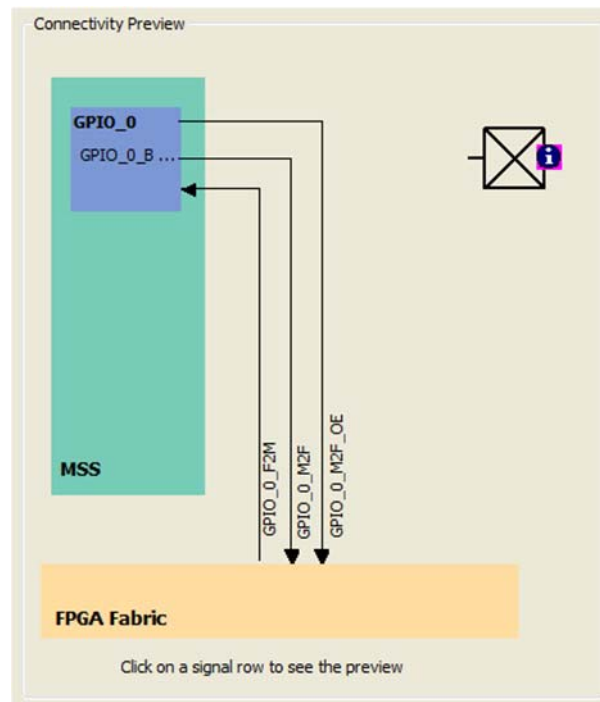 Connectivity Preview
GPIO_0
GPIO_0_B ...
GPIO_0_F2M
GPIO_0_M2F
GPIO_0_M2F_OE
i
MSS
FPGA Fabric
Click on a signal row to see the preview